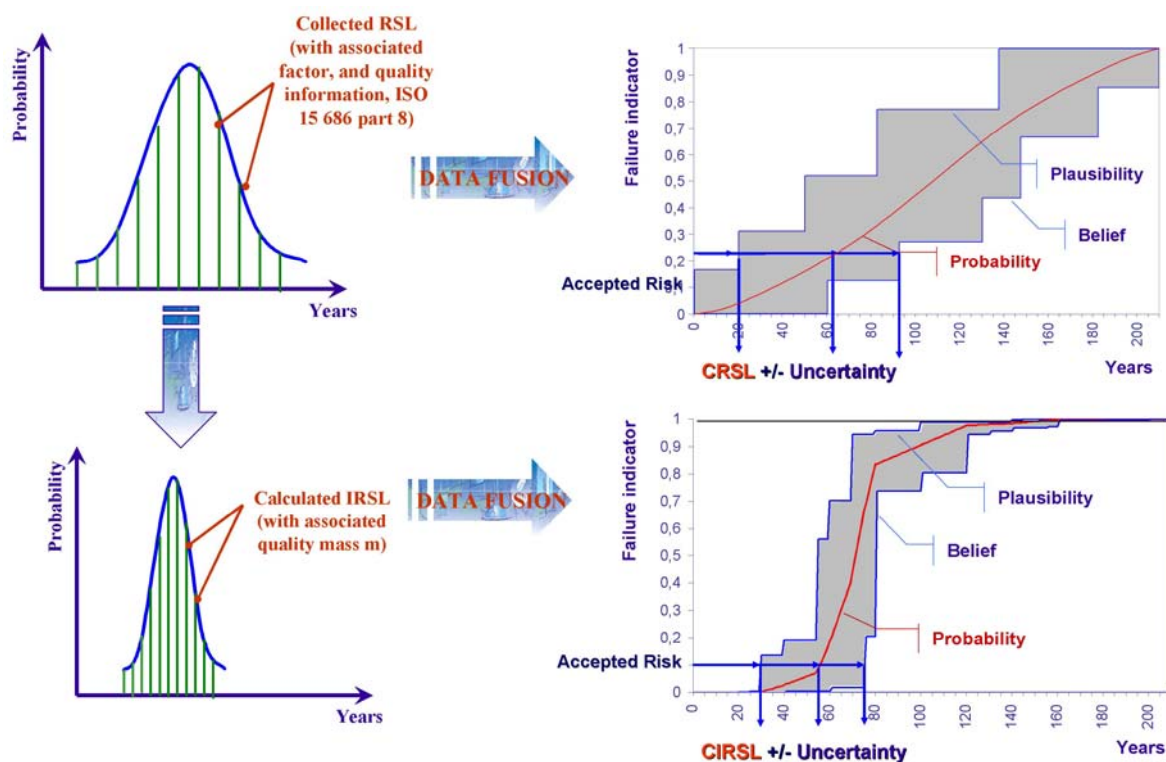 Probability
Collected RSL
(with associated
factor, and quality
information, ISO
15 686 part 8)
Years
DATA FUSION
Failure indicator
1
0,9
0,8
0,7
0,6
0,5
0,4
0,3
0,2
0,1
0
Plausibility
Belief
Probability
Accepted Risk
0
20
40
60
80
100
120
140
160
180
200
Years
CRSL +/- Uncertainty
Probability
Calculated IRSL
(with associated
quality mass m)
Years
DATA FUSION
Failure indicator
1
0,9
0,8
0,7
0,6
0,5
0,4
0,3
0,2
0,1
0
Plausibility
Belief
Probability
Accepted Risk
0
20
40
60
80
100
120
140
160
180
200
Years
CIRSL +/- Uncertainty